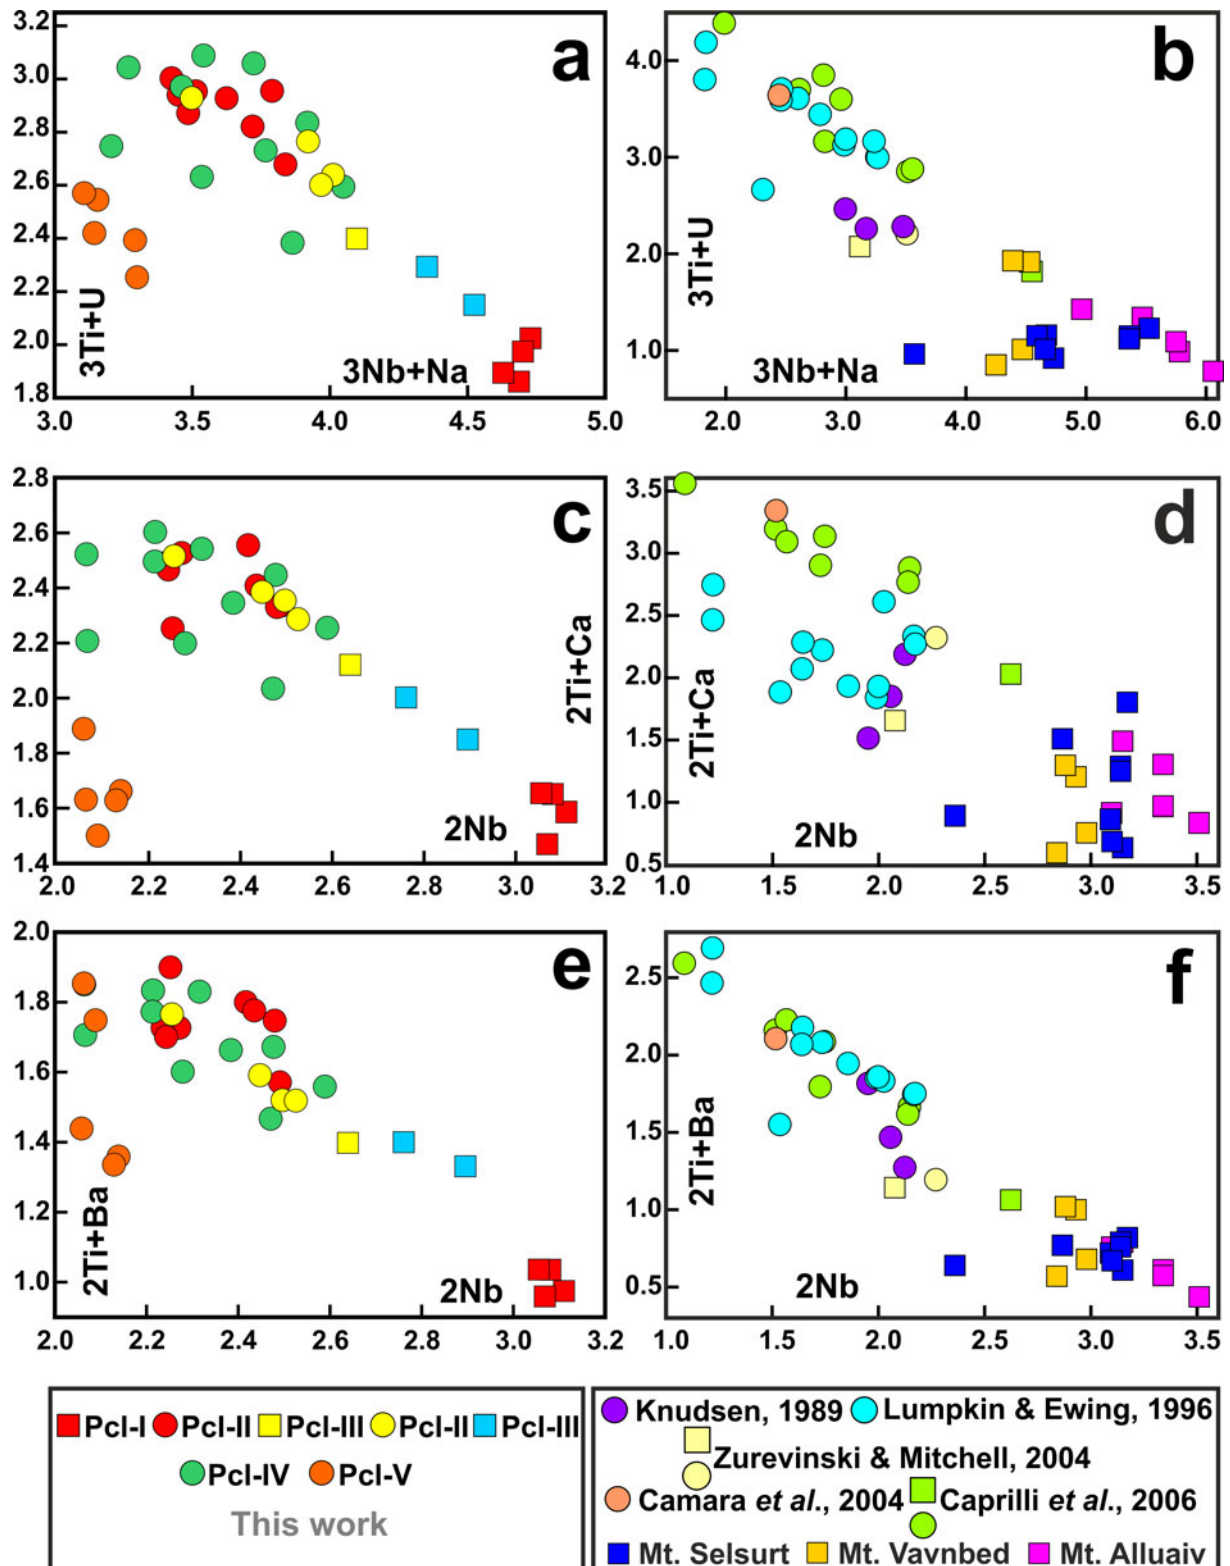 a
3.2
3.0
2.8
2.6
2.4
2.2
2.0
1.8
3Ti+U
3Nb+Na
3.0 3.5 4.0 4.5 5.0
b
4.0
3.0
2.0
1.0
3Ti+U
3Nb+Na
2.0 3.0 4.0 5.0 6.0
c
2.8
2.6
2.4
2.2
2.0
1.8
1.6
1.4
2Ti+Ca
2Nb
2.0 2.2 2.4 2.6 2.8 3.0 3.2
d
3.5
3.0
2.5
2.0
1.5
1.0
0.5
2Ti+Ca
2Nb
1.0 1.5 2.0 2.5 3.0 3.5
e
2.0
1.8
1.6
1.4
1.2
1.0
2Ti+Ba
2Nb
2.0 2.2 2.4 2.6 2.8 3.0 3.2
f
2.5
2.0
1.5
1.0
0.5
2Ti+Ba
2Nb
1.0 1.5 2.0 2.5 3.0 3.5
Pcl-I Pcl-II Pcl-III Pcl-II Pcl-III
Pcl-IV Pcl-V
This work
Knudsen, 1989 Lumpkin & Ewing, 1996
Zurevinski & Mitchell, 2004
Camara et al., 2004 Caprilli et al., 2006
Mt. Selsurt Mt. Vavnbed Mt. Alluaiv